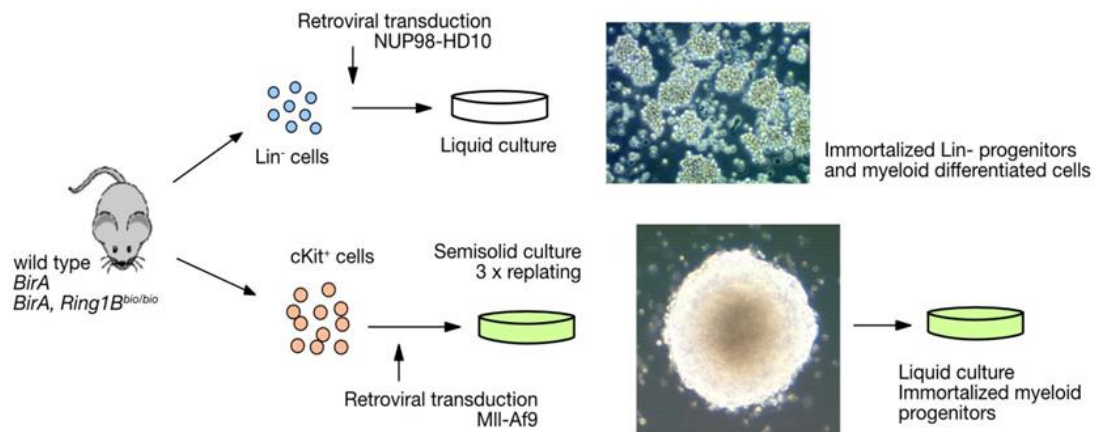 Retroviral transduction
NUP98-HD10
Lin⁻ cells
Liquid culture
Immortalized Lin- progenitors
and myeloid differentiated cells
wild type
BirA
BirA, Ring1B^bio/bio
cKit⁺ cells
Semisolid culture
3 x replating
Retroviral transduction
Mll-Af9
Liquid culture
Immortalized myeloid
progenitors